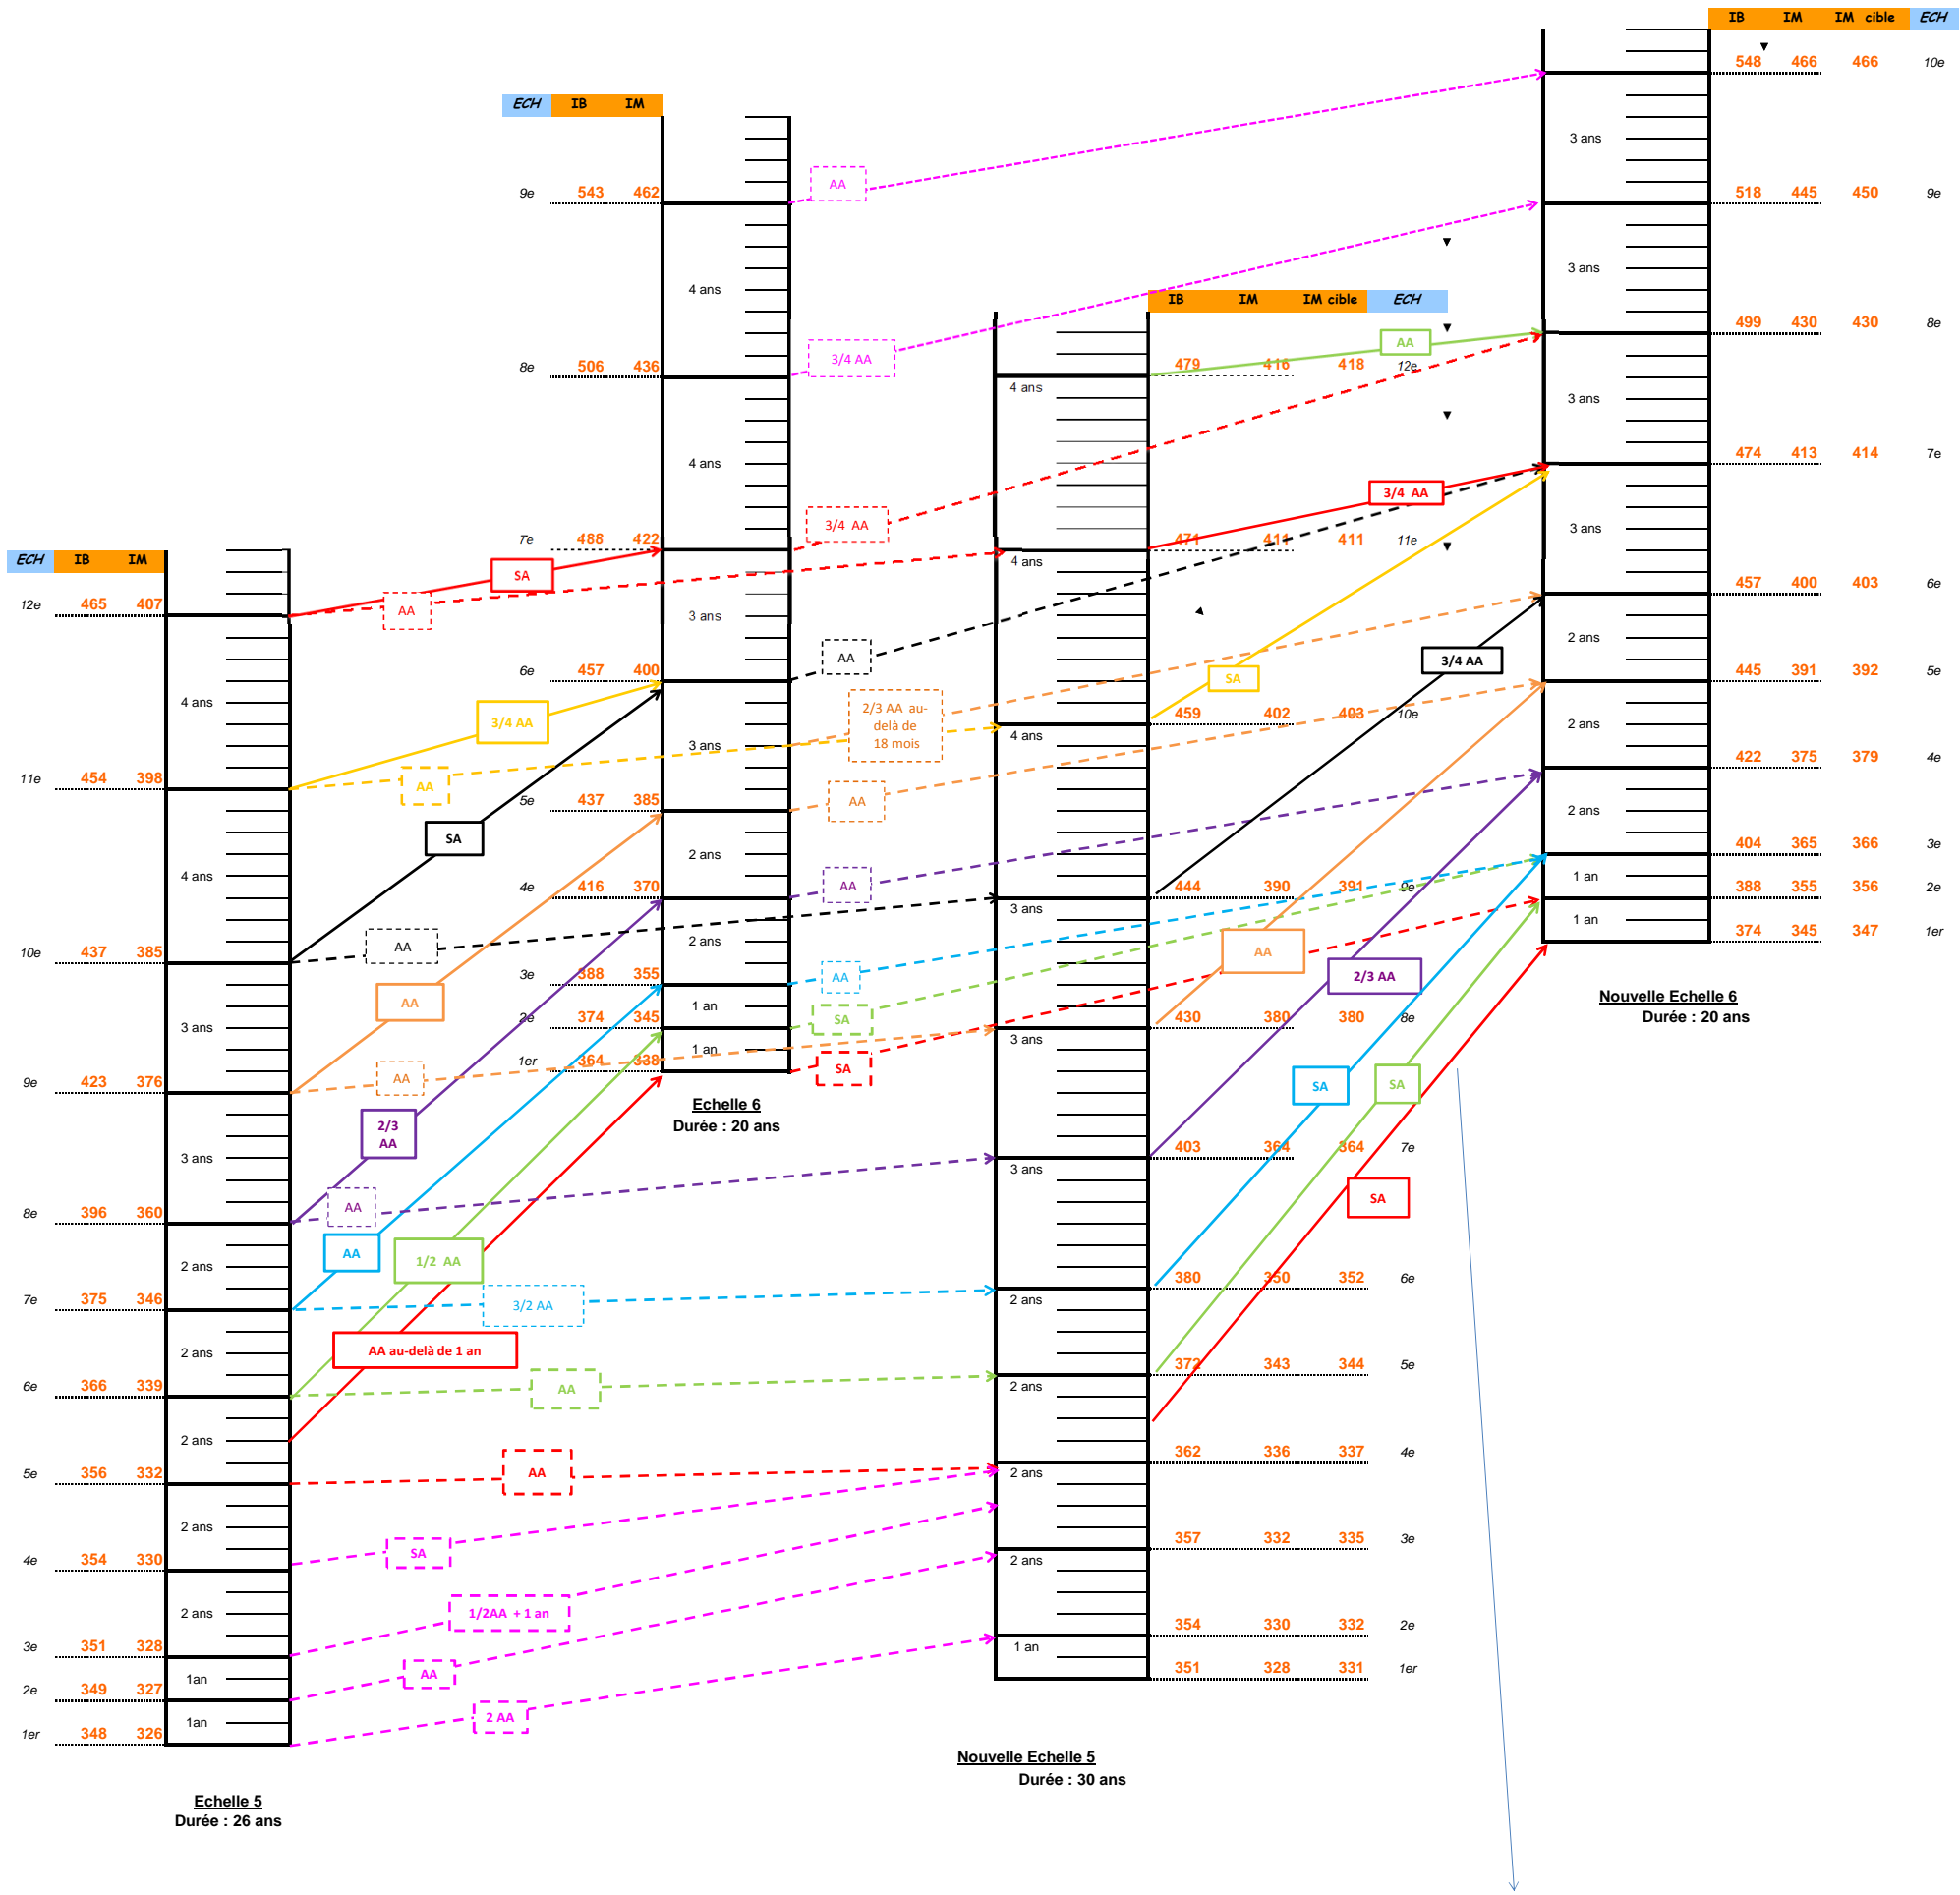 IB IM IM cible ECH
548 466 466 10e
3 ans
518 445 450 9e
3 ans
499 430 430 8e
3 ans
474 413 414 7e
3 ans
457 400 403 6e
2 ans
445 391 392 5e
2 ans
422 375 379 4e
2 ans
404 365 366 3e
1 an
388 355 356 2e
1 an
374 345 347 1er
Nouvelle Echelle 6
Durée : 20 ans
ECH IB IM
9e 543 462
4 ans
8e 506 436
4 ans
7e 488 422
3 ans
6e 457 400
3 ans
5e 437 385
2 ans
4e 416 370
2 ans
3e 388 355
1 an
2e 374 345
1 an
1er 364 338
Echelle 6
Durée : 20 ans
AA
3/4 AA
3/4 AA
AA
2/3 AA au-
delà de
18 mois
AA
AA
AA
SA
SA
IB IM IM cible ECH
479 416 418 12e
4 ans
471 411 411 11e
4 ans
459 402 403 10e
4 ans
444 390 391 9e
3 ans
430 380 380 8e
3 ans
403 364 364 7e
3 ans
380 350 352 6e
2 ans
372 343 344 5e
2 ans
362 336 337 4e
2 ans
357 332 335 3e
2 ans
354 330 332 2e
1 an
351 328 331 1er
Nouvelle Echelle 5
Durée : 30 ans
AA
3/4 AA
SA
3/4 AA
AA
2/3 AA
SA
SA
SA
ECH IB IM
12e 465 407
4 ans
11e 454 398
4 ans
10e 437 385
3 ans
9e 423 376
3 ans
8e 396 360
2 ans
7e 375 346
2 ans
6e 366 339
2 ans
5e 356 332
2 ans
4e 354 330
2 ans
3e 351 328
1an
2e 349 327
1an
1er 348 326
Echelle 5
Durée : 26 ans
SA
AA
3/4 AA
AA
SA
AA
AA
AA
2/3
AA
AA
AA
1/2 AA
3/2 AA
AA au-delà de 1 an
AA
AA
SA
1/2AA + 1 an
AA
2 AA